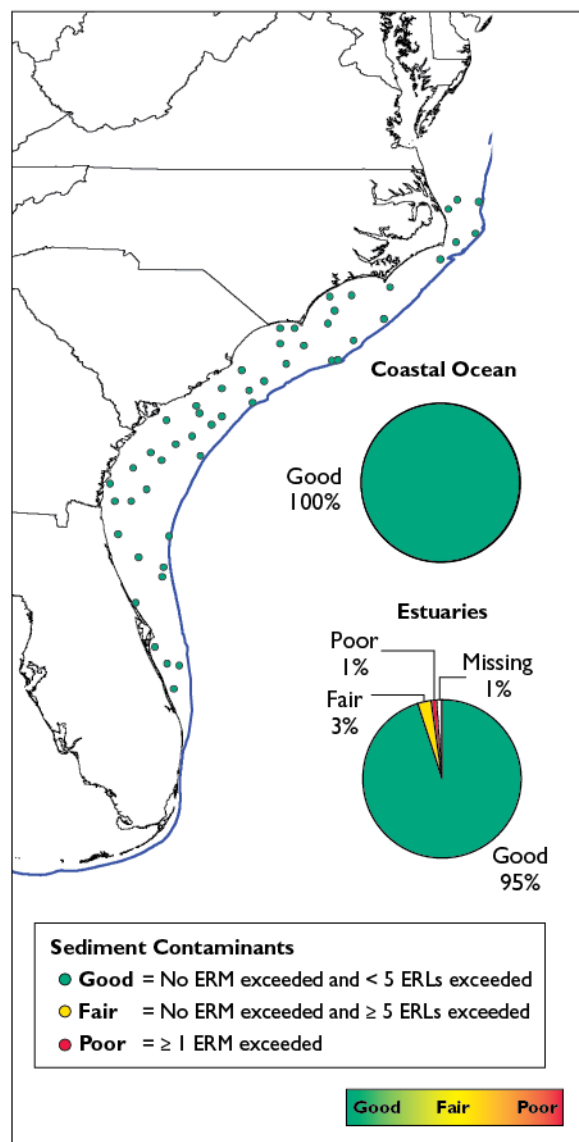 Coastal Ocean
Good
100%
Estuaries
Poor
1%
Missing
1%
Fair
3%
Good
95%
Sediment Contaminants
Good = No ERM exceeded and < 5 ERLs exceeded
Fair = No ERM exceeded and ≥ 5 ERLs exceeded
Poor = ≥ 1 ERM exceeded
Good Fair Poor